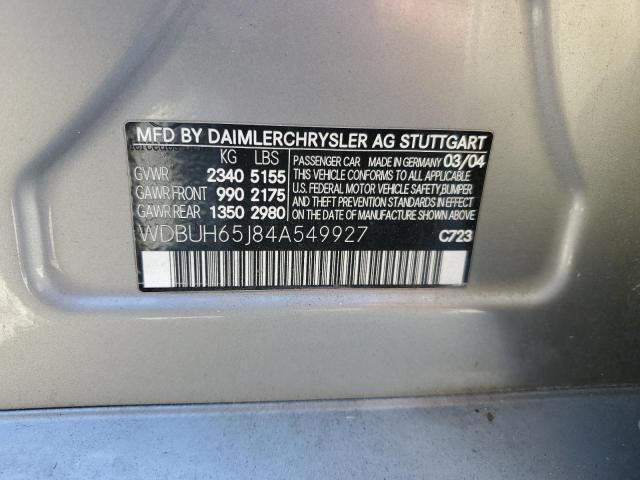 MFD BY DAIMLERCHRYSLER AG STUTTGART
KG LBS
GVWR 2340 5155
GAWR FRONT 990 2175
GAWR REAR 1350 2980
PASSENGER CAR MADE IN GERMANY 03/04
THIS VEHICLE CONFORMS TO ALL APPLICABLE
U.S. FEDERAL MOTOR VEHICLE SAFETY,BUMPER
AND THEFT PREVENTION STANDARDS IN EFFECT
ON THE DATE OF MANUFACTURE SHOWN ABOVE.
WDBUH65J84A549927
C723